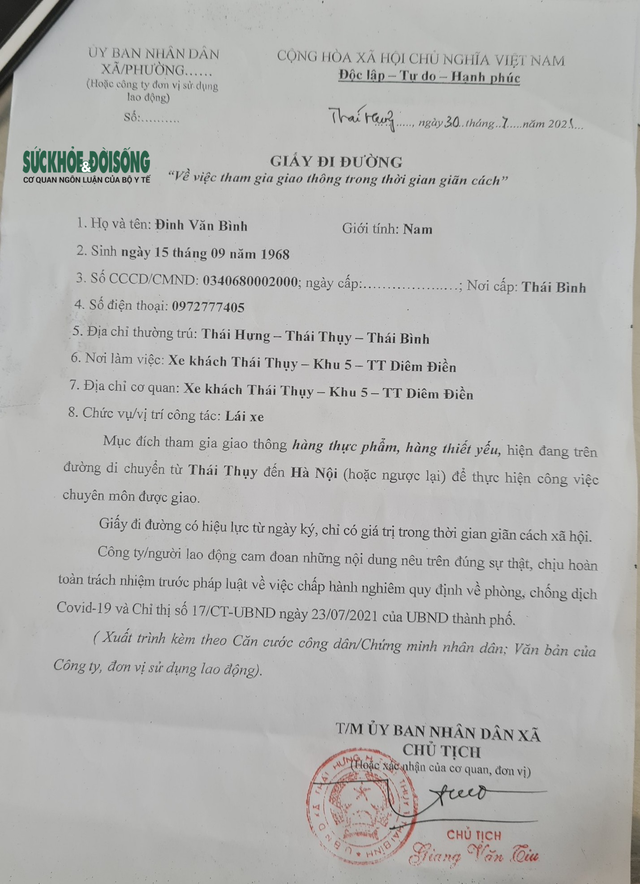 ỦY BAN NHÂN DÂN
XÃ/PHƯỜNG……
(Hoặc công ty đơn vị sử dụng
lao động)
Số:……….
CỘNG HÒA XÃ HỘI CHỦ NGHĨA VIỆT NAM
Độc lập – Tự do – Hạnh phúc
Thái Hưng....., ngày 30 tháng..7....năm 2021
SỨC KHỎE & ĐỜI SỐNG
CƠ QUAN NGÔN LUẬN CỦA BỘ Y TẾ
GIẤY ĐI ĐƯỜNG
“Về việc tham gia giao thông trong thời gian giãn cách”
1. Họ và tên: Đinh Văn Bình Giới tính: Nam
2. Sinh ngày 15 tháng 09 năm 1968
3. Số CCCD/CMND: 0340680002000; ngày cấp:…………………; Nơi cấp: Thái Bình
4. Số điện thoại: 0972777405
5. Địa chỉ thường trú: Thái Hưng – Thái Thụy – Thái Bình
6. Nơi làm việc: Xe khách Thái Thụy – Khu 5 – TT Diêm Điền
7. Địa chỉ cơ quan: Xe khách Thái Thụy – Khu 5 – TT Diêm Điền
8. Chức vụ/vị trí công tác: Lái xe
Mục đích tham gia giao thông hàng thực phẩm, hàng thiết yếu, hiện đang trên
đường di chuyển từ Thái Thụy đến Hà Nội (hoặc ngược lại) để thực hiện công việc
chuyên môn được giao.
Giấy đi đường có hiệu lực từ ngày ký, chỉ có giá trị trong thời gian giãn cách xã hội.
Công ty/người lao động cam đoan những nội dung nêu trên đúng sự thật, chịu hoàn
toàn trách nhiệm trước pháp luật về việc chấp hành nghiêm quy định về phòng, chống dịch
Covid-19 và Chỉ thị số 17/CT-UBND ngày 23/07/2021 của UBND thành phố.
( Xuất trình kèm theo Căn cước công dân/Chứng minh nhân dân; Văn bản của
Công ty, đơn vị sử dụng lao động).
T/M ỦY BAN NHÂN DÂN XÃ
CHỦ TỊCH
(Hoặc xác nhận của cơ quan, đơn vị)
U.B.N.D XÃ THÁI HƯNG H. THÁI THỤY T. THÁI BÌNH
CHỦ TỊCH
Giang Văn Tiu